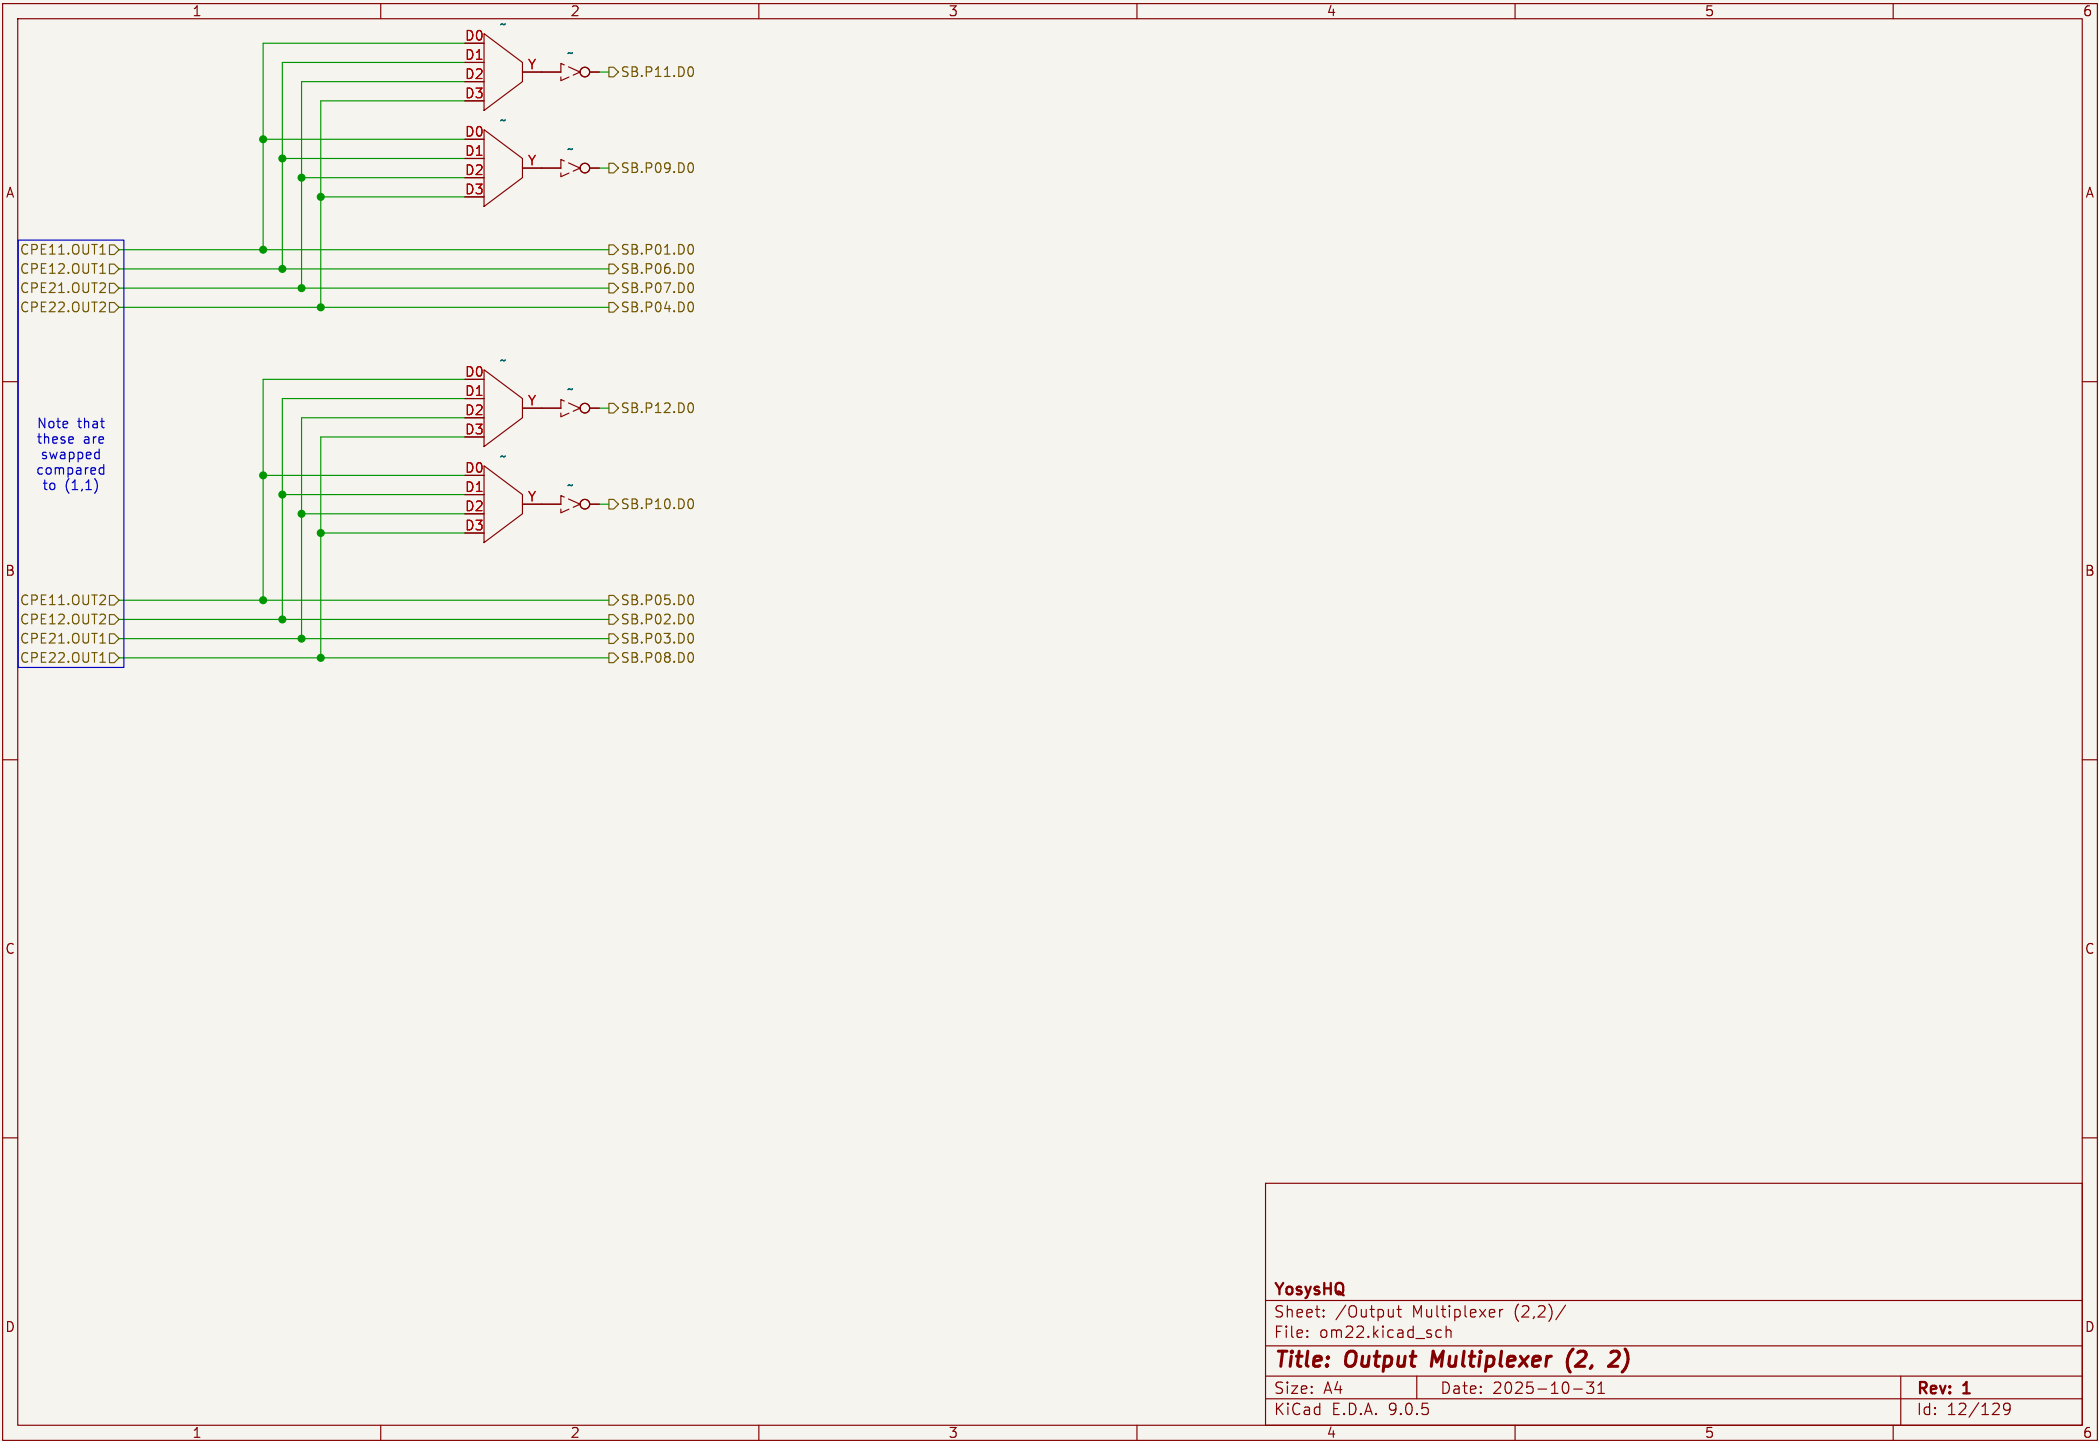 1 2 3 4 5 6
~
D0
D1
D2
D3
Y
~
SB.P11.D0
~
D0
D1
D2
D3
Y
~
SB.P09.D0
A A
CPE11.OUT1 SB.P01.D0
CPE12.OUT1 SB.P06.D0
CPE21.OUT2 SB.P07.D0
CPE22.OUT2 SB.P04.D0
~
D0
D1
D2
D3
Y
~
SB.P12.D0
Note that
these are
swapped
compared
to (1,1)
~
D0
D1
D2
D3
Y
~
SB.P10.D0
B B
CPE11.OUT2 SB.P05.D0
CPE12.OUT2 SB.P02.D0
CPE21.OUT1 SB.P03.D0
CPE22.OUT1 SB.P08.D0
C C
YosysHQ
Sheet: /Output Multiplexer (2,2)/
File: om22.kicad_sch
D D
Title: Output Multiplexer (2, 2)
Size: A4 Date: 2025-10-31 Rev: 1
KiCad E.D.A. 9.0.5 Id: 12/129
1 2 3 4 5 6